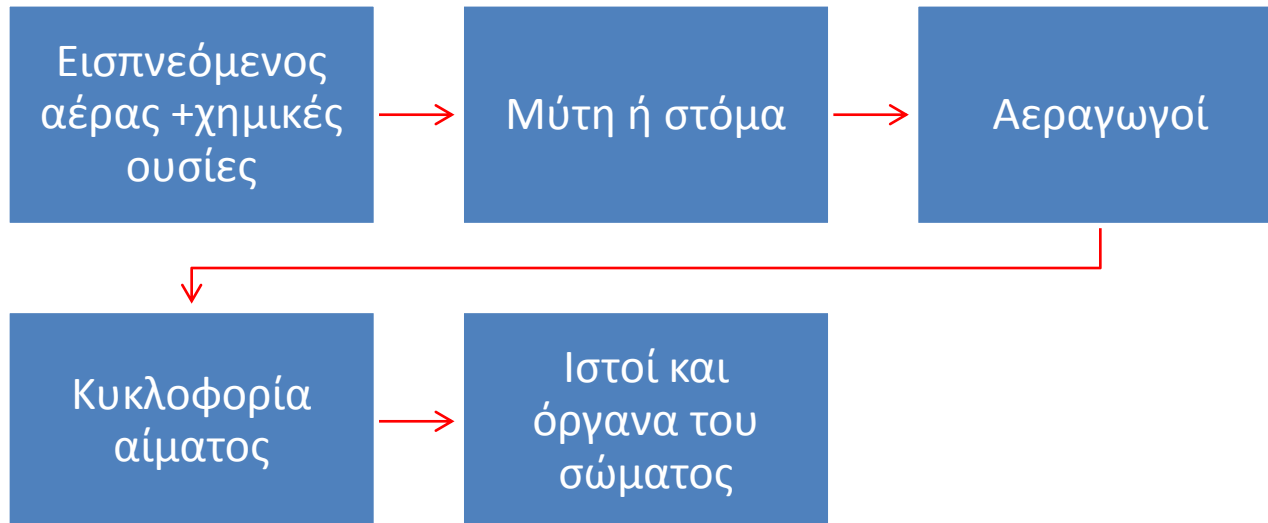 Εισπνεόμενος
αέρας +χημικές
ουσίες
Μύτη ή στόμα
Αεραγωγοί
Κυκλοφορία
αίματος
Ιστοί και
όργανα του
σώματος